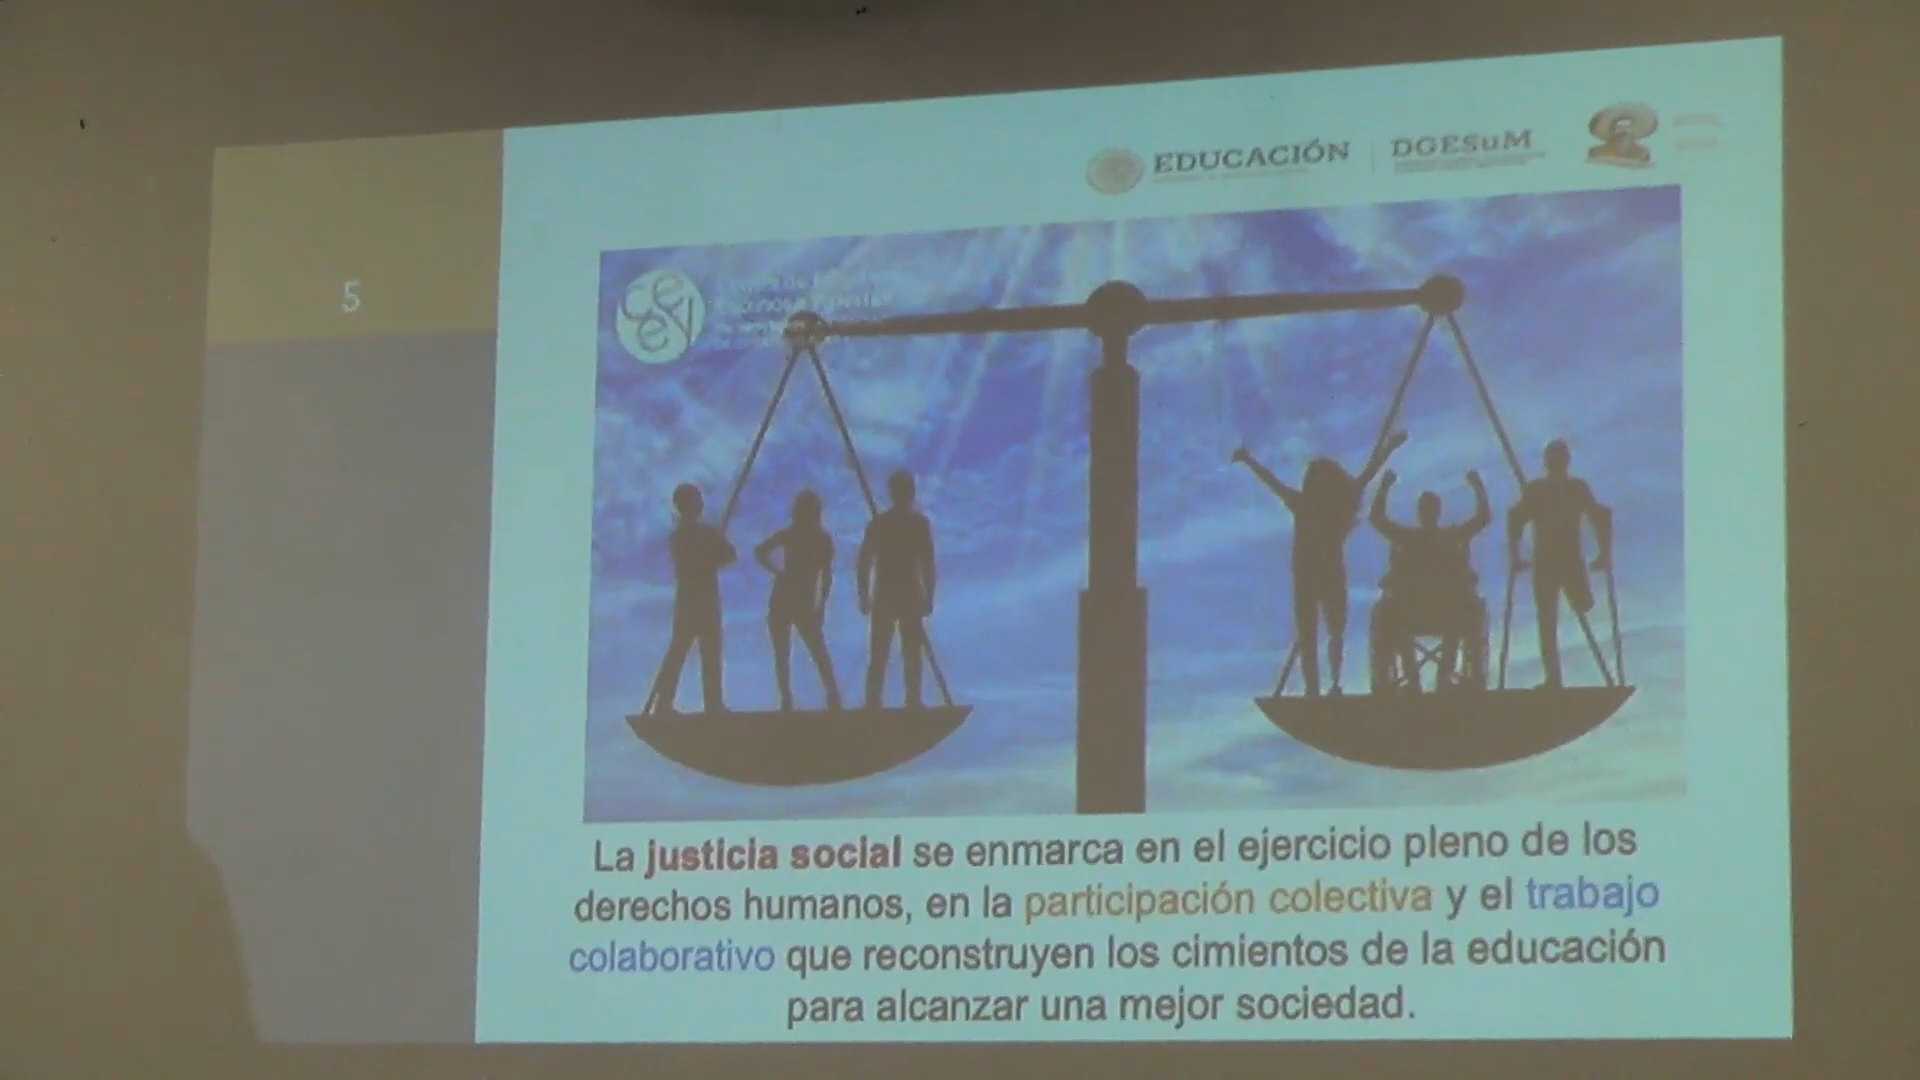 EDUCACIÓN
DGESuM
5
La justicia social se enmarca en el ejercicio pleno de los
derechos humanos, en la participación colectiva y el trabajo
colaborativo que reconstruyen los cimientos de la educación
para alcanzar una mejor sociedad.